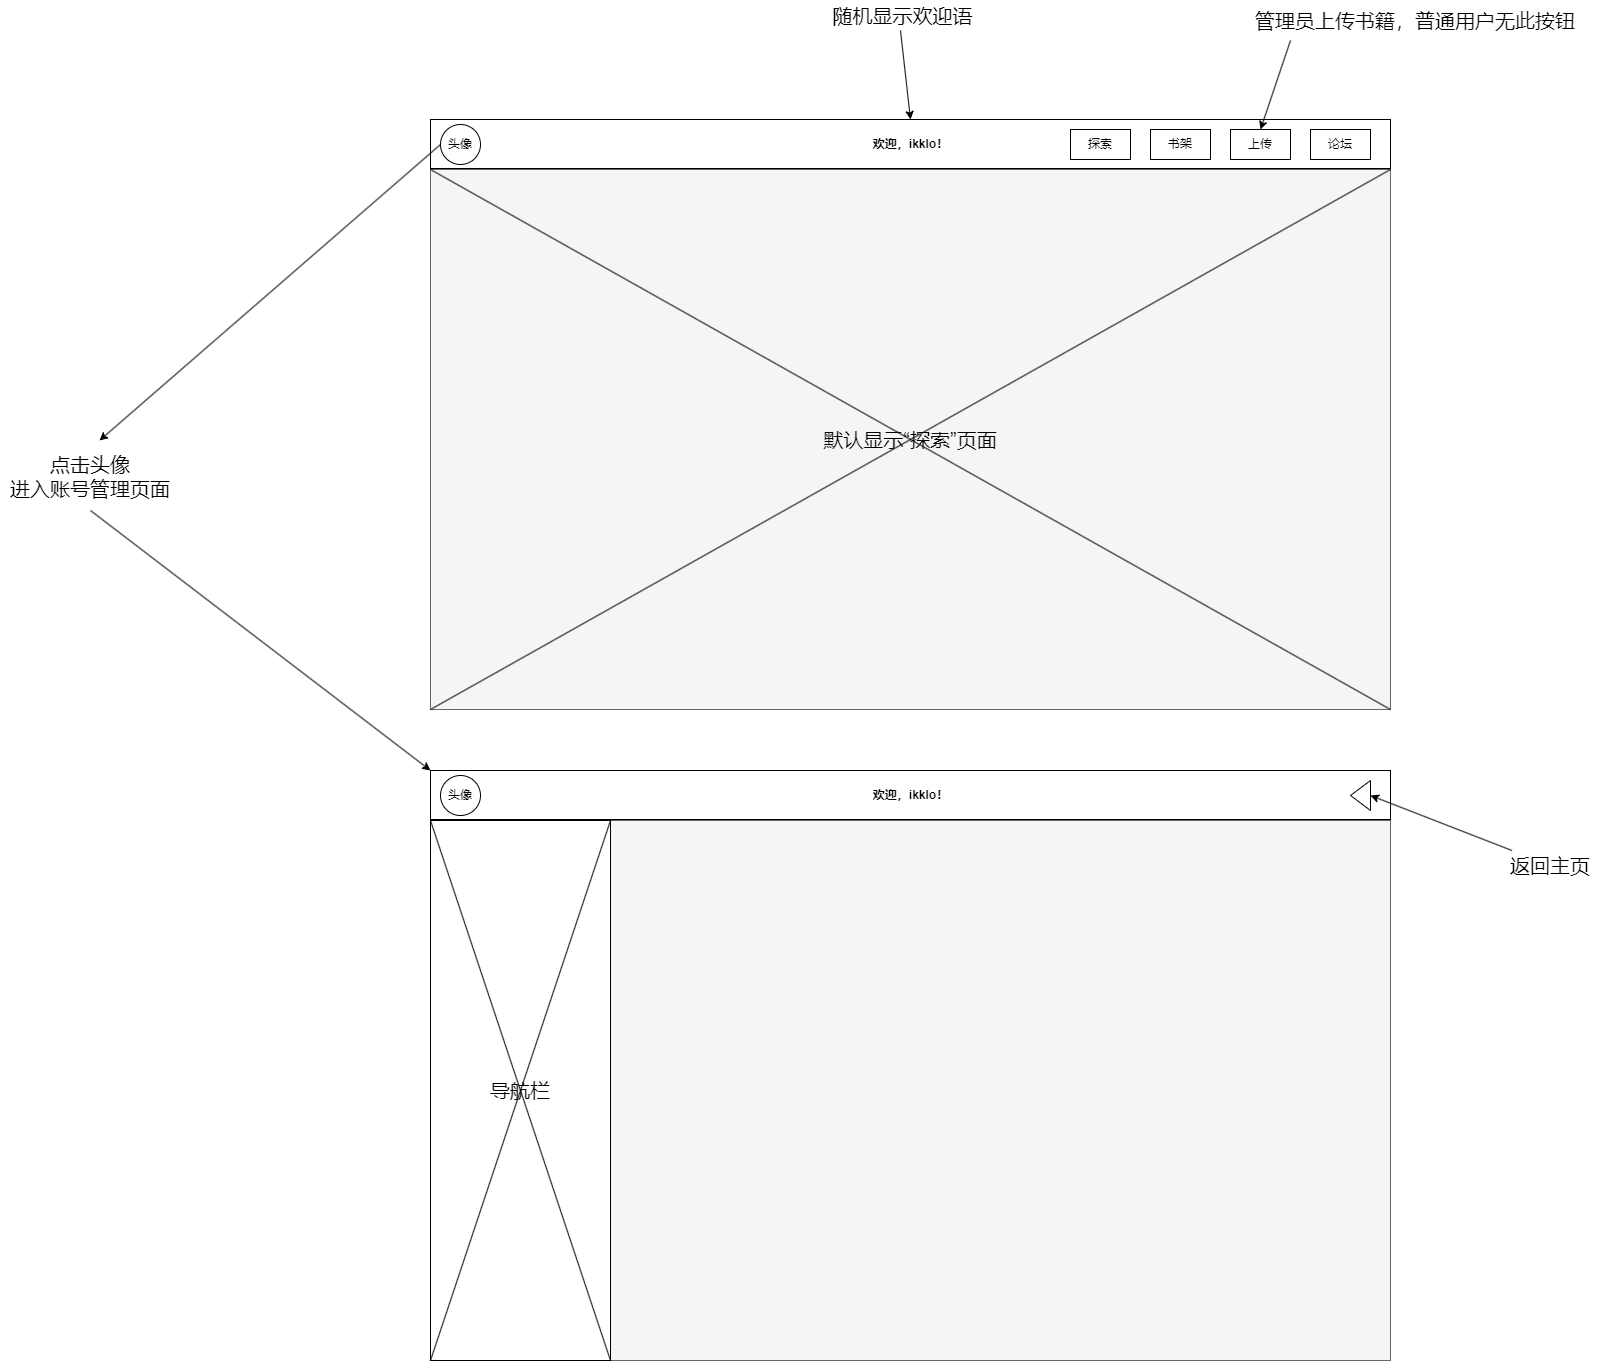 随机显示欢迎语
管理员上传书籍，普通用户无此按钮
头像
欢迎，ikklo！
探索
书架
上传
论坛
默认显示“探索”页面
点击头像
进入账号管理页面
头像
欢迎，ikklo！
返回主页
导航栏